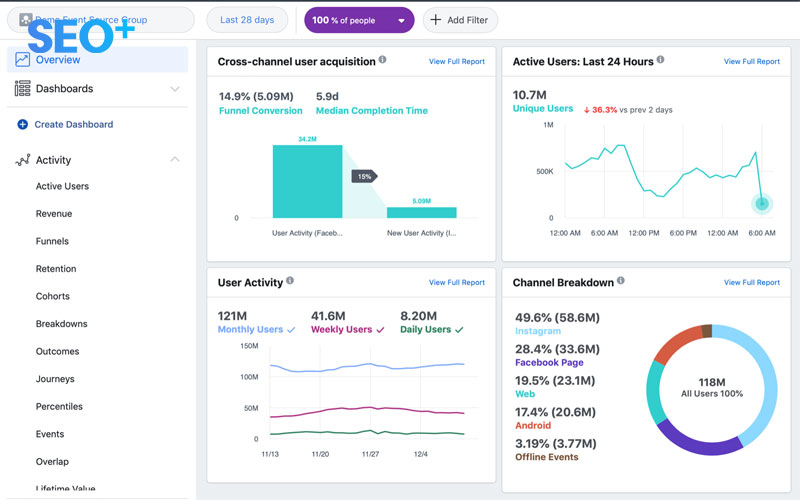 Demo Event Source Group
SEO+
Last 28 days
100 % of people
+ Add Filter
Overview
Dashboards
Create Dashboard
Activity
Active Users
Revenue
Funnels
Retention
Cohorts
Breakdowns
Outcomes
Journeys
Percentiles
Events
Overlap
Lifetime Value
Cross-channel user acquisition
View Full Report
14.9% (5.09M)
5.9d
Funnel Conversion
Median Completion Time
34.2M
15%
5.09M
0
User Activity (Faceb...
New User Activity (I...
Active Users: Last 24 Hours
View Full Report
10.7M
Unique Users
↓ 36.3% vs prev 2 days
1M
500K
0
12:00 AM
6:00 AM
12:00 PM
6:00 PM
12:00 AM
6:00 AM
User Activity
View Full Report
121M
41.6M
8.20M
Monthly Users
Weekly Users
Daily Users
150M
100M
50M
0
11/13
11/20
11/27
12/4
Channel Breakdown
View Full Report
49.6% (58.6M)
Instagram
28.4% (33.6M)
Facebook Page
19.5% (23.1M)
Web
17.4% (20.6M)
Android
3.19% (3.77M)
Offline Events
118M
All Users 100%